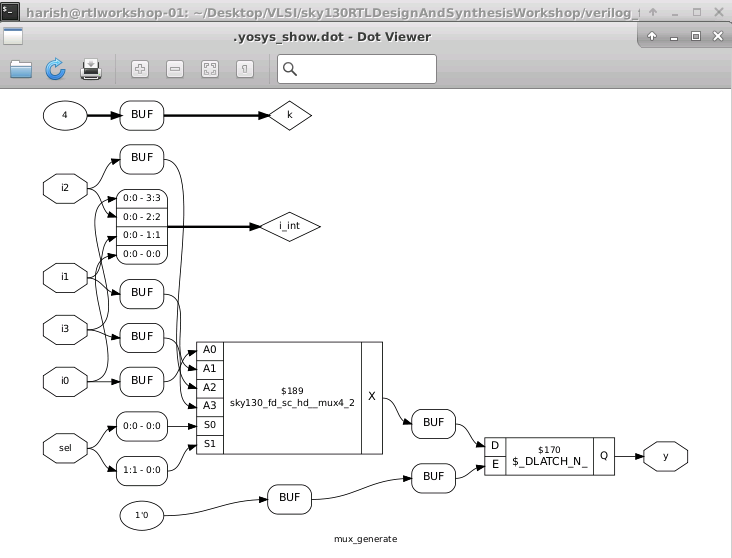 harish@rtlworkshop-01: ~/Desktop/VLSI/sky130RTLDesignAndSynthesisWorkshop/verilog_
.yosys_show.dot - Dot Viewer
4
BUF
k
BUF
i2
0:0 - 3:3
0:0 - 2:2
i_int
0:0 - 1:1
0:0 - 0:0
i1
BUF
i3
BUF
i0
BUF
A0
A1
A2
A3
S0
S1
$189
sky130_fd_sc_hd__mux4_2
X
sel
0:0 - 0:0
1:1 - 0:0
BUF
BUF
D
E
$170
$_DLATCH_N_
Q
y
1'0
BUF
mux_generate